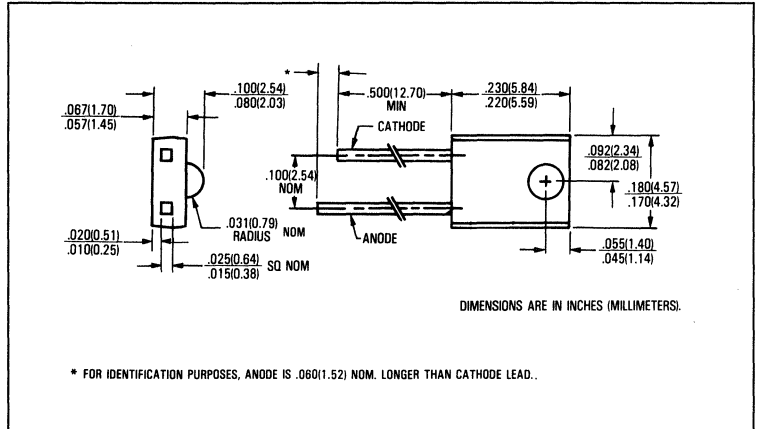 *
.100(2.54)
.080(2.03)
.500(12.70)
MIN
.230(5.84)
.220(5.59)
.067(1.70)
.057(1.45)
CATHODE
.092(2.34)
.082(2.08)
.100(2.54)
NOM
.180(4.57)
.170(4.32)
.031(0.79) NOM
RADIUS
ANODE
.020(0.51)
.010(0.25)
.025(0.64)
.015(0.38)
SQ NOM
.055(1.40)
.045(1.14)
DIMENSIONS ARE IN INCHES (MILLIMETERS).
* FOR IDENTIFICATION PURPOSES, ANODE IS .060(1.52) NOM. LONGER THAN CATHODE LEAD..